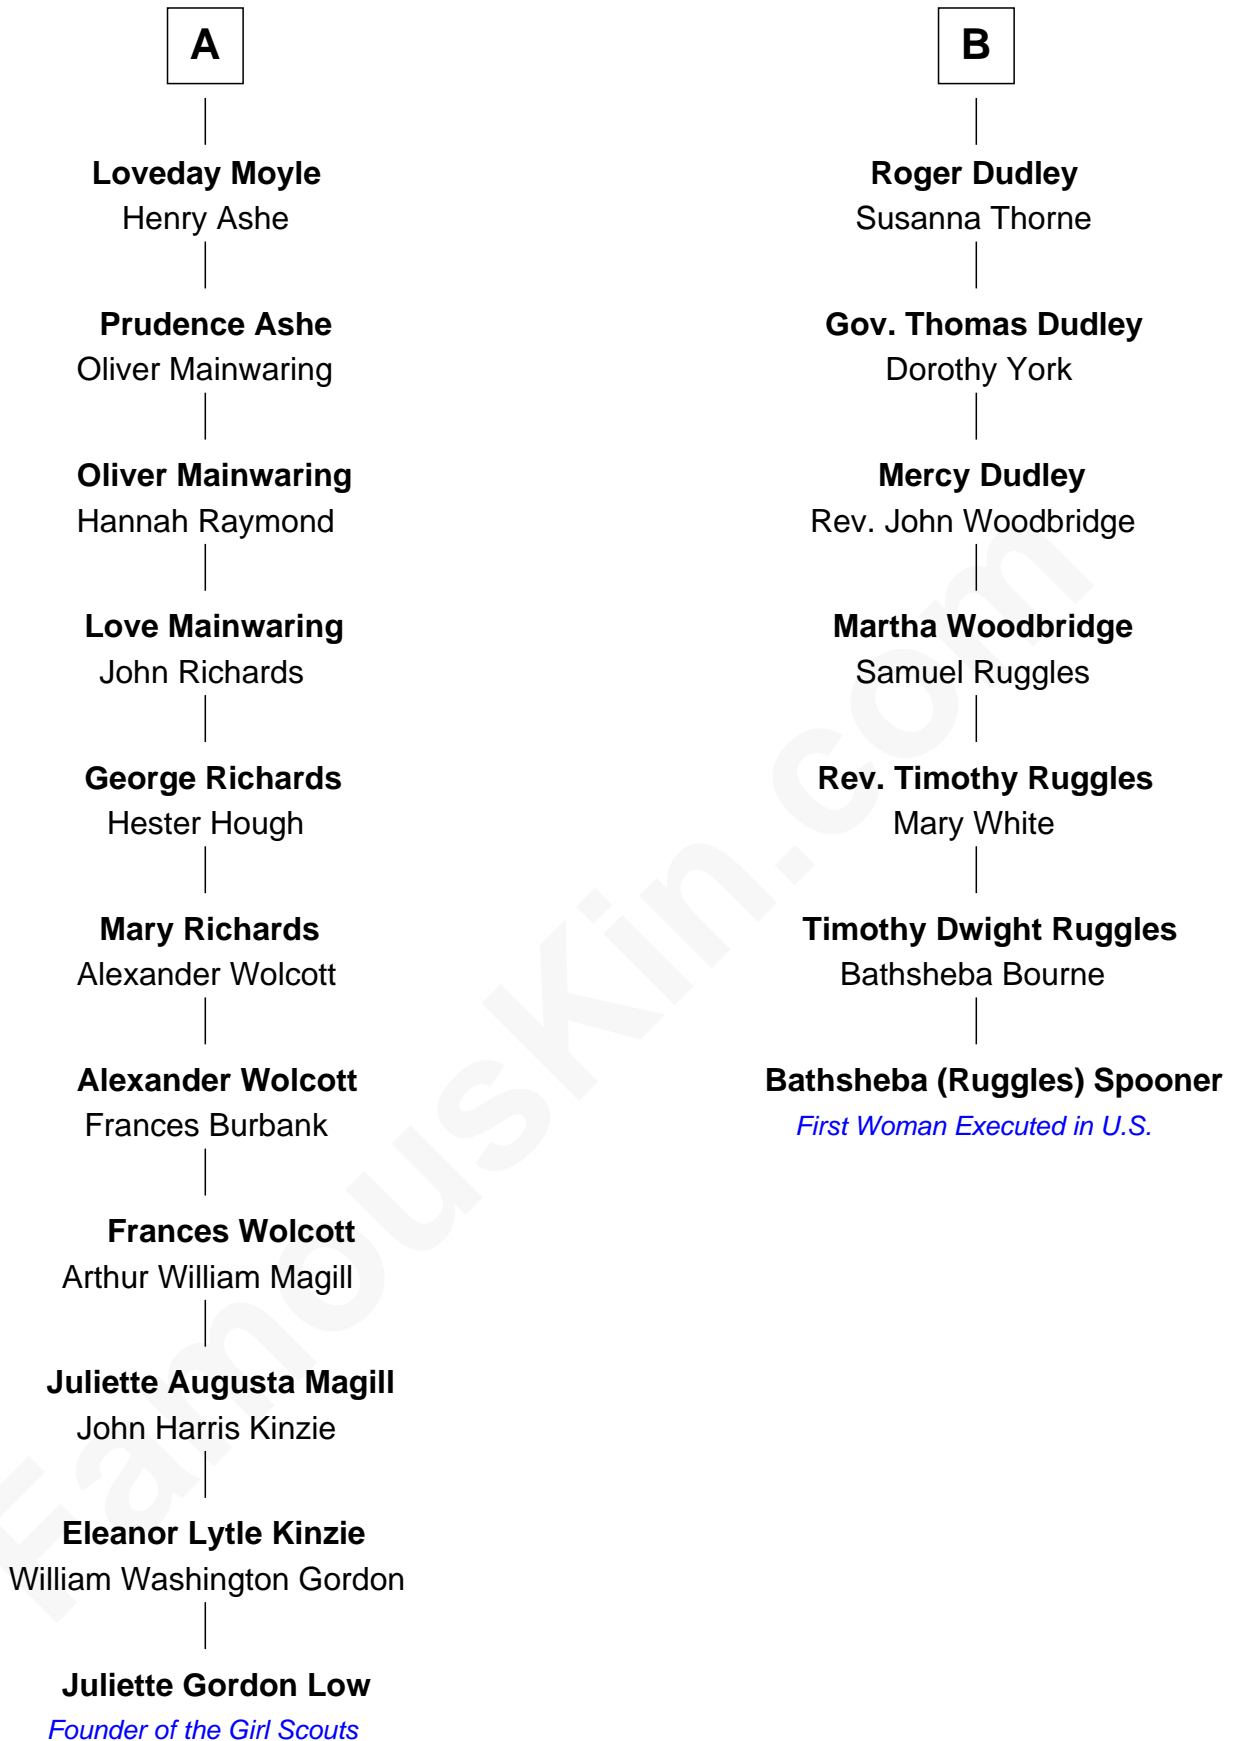 A
Loveday Moyle
Henry Ashe
Prudence Ashe
Oliver Mainwaring
Oliver Mainwaring
Hannah Raymond
Love Mainwaring
John Richards
George Richards
Hester Hough
Mary Richards
Alexander Wolcott
Alexander Wolcott
Frances Burbank
Frances Wolcott
Arthur William Magill
Juliette Augusta Magill
John Harris Kinzie
Eleanor Lytle Kinzie
William Washington Gordon
Juliette Gordon Low
Founder of the Girl Scouts
B
Roger Dudley
Susanna Thorne
Gov. Thomas Dudley
Dorothy York
Mercy Dudley
Rev. John Woodbridge
Martha Woodbridge
Samuel Ruggles
Rev. Timothy Ruggles
Mary White
Timothy Dwight Ruggles
Bathsheba Bourne
Bathsheba (Ruggles) Spooner
First Woman Executed in U.S.
FamousKin.com